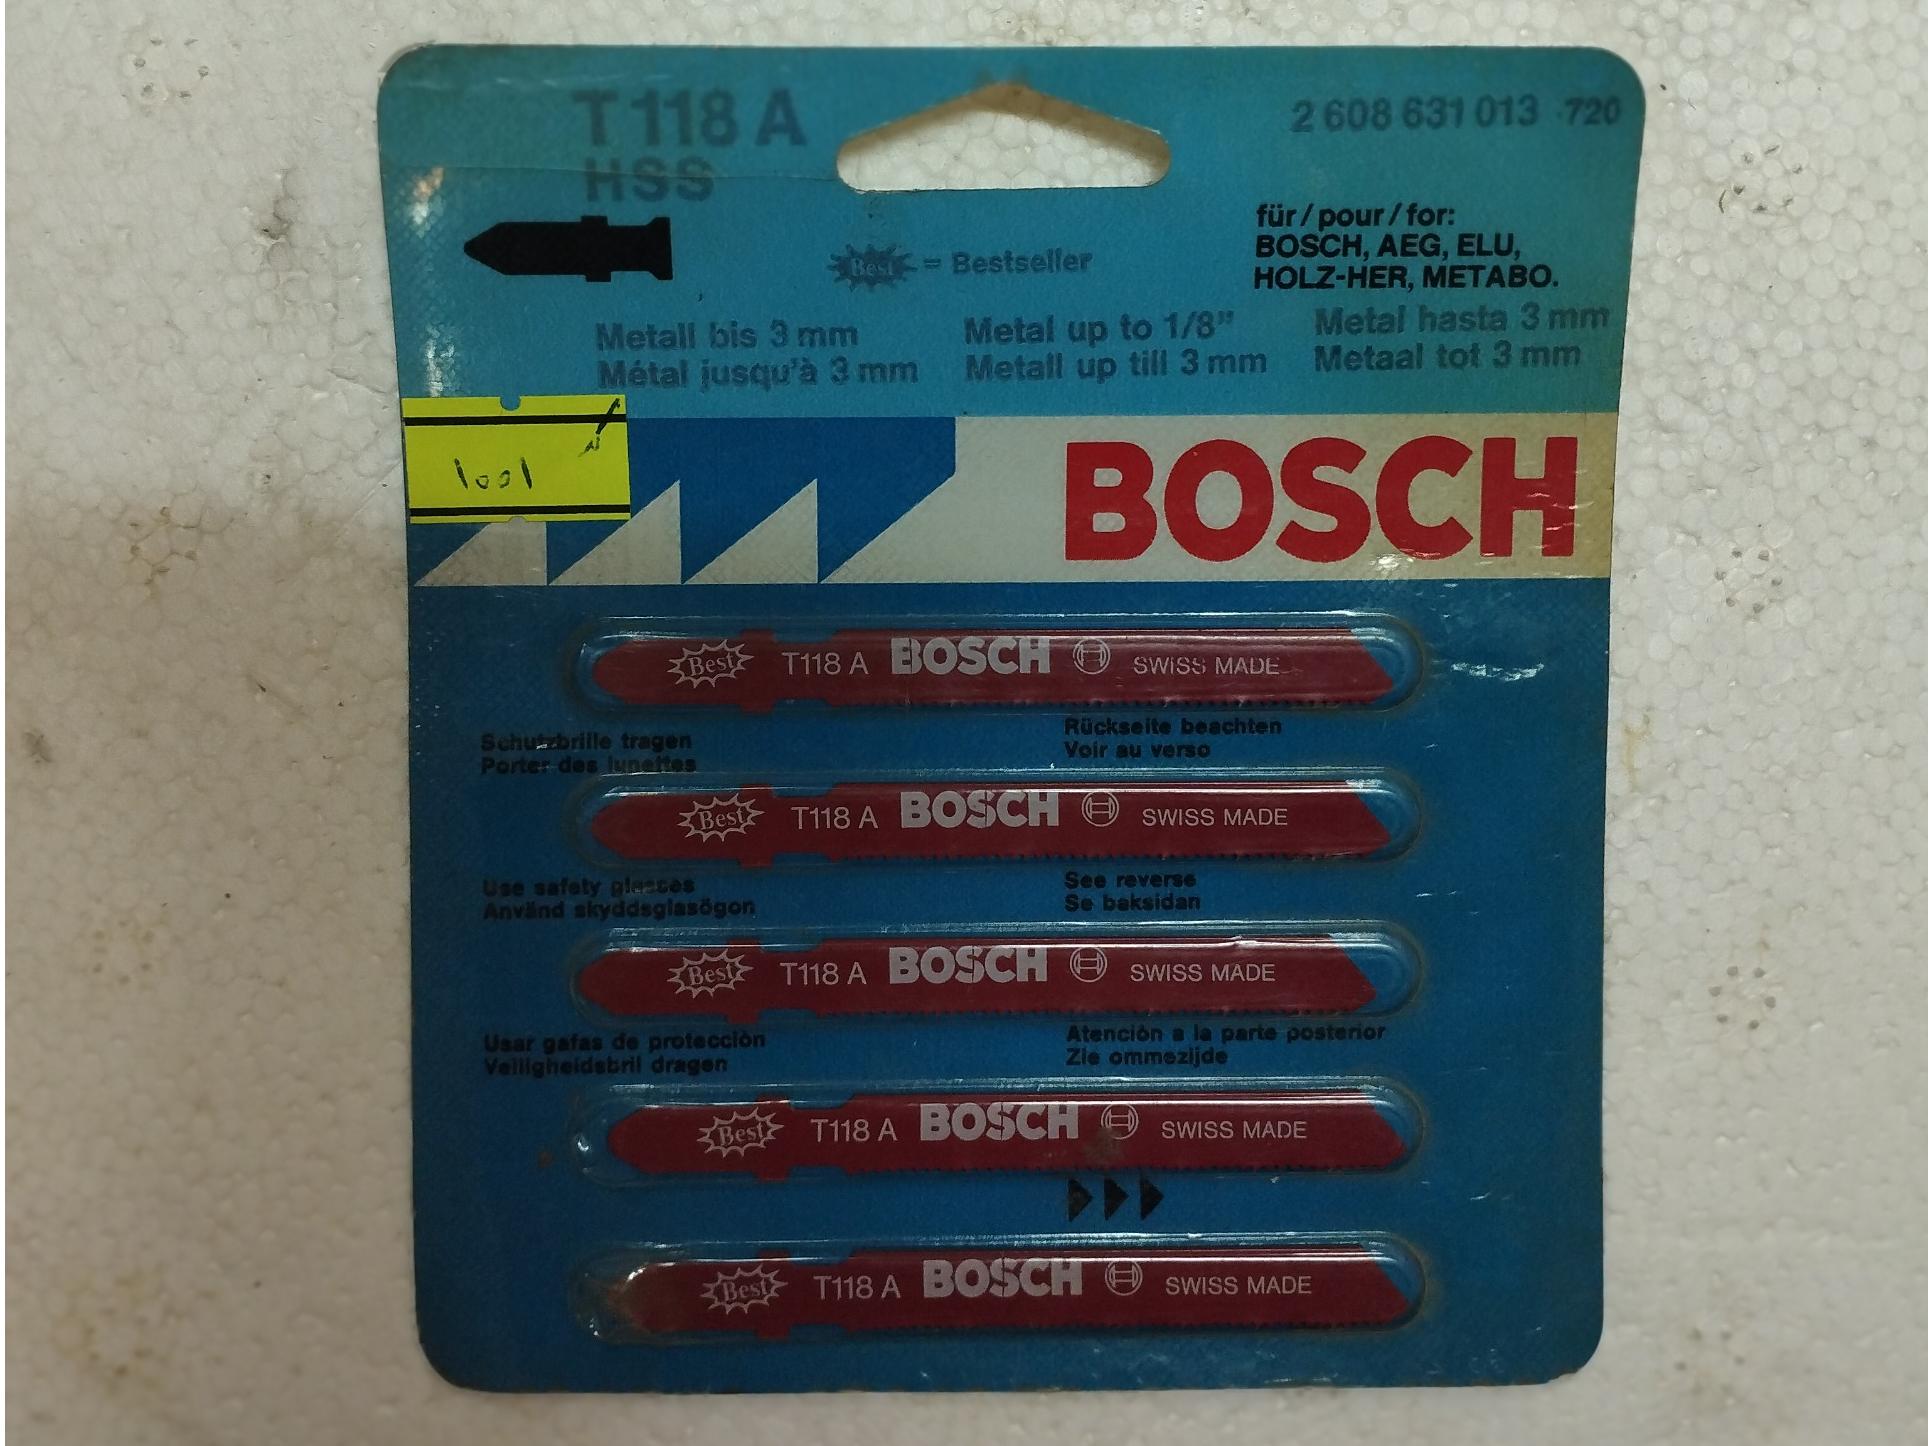 T 118 A
HSS
2 608 631 013 720
für / pour / for:
BOSCH, AEG, ELU,
HOLZ-HER, METABO.
Best = Bestseller
Metall bis 3 mm
Métal jusqu'à 3 mm
Metal up to 1/8”
Metall up till 3 mm
Metal hasta 3 mm
Metaal tot 3 mm
۱۰۰۱
BOSCH
Best T118 A BOSCH SWISS MADE
Schutzbrille tragen
Porter des lunettes
Rückseite beachten
Voir au verso
Best T118 A BOSCH SWISS MADE
Use safety glasses
Använd skyddsglasögon
See reverse
Se baksidan
Best T118 A BOSCH SWISS MADE
Usar gafas de protección
Veiligheidsbril dragen
Atención a la parte posterior
Zie ommezijde
Best T118 A BOSCH SWISS MADE
Best T118 A BOSCH SWISS MADE